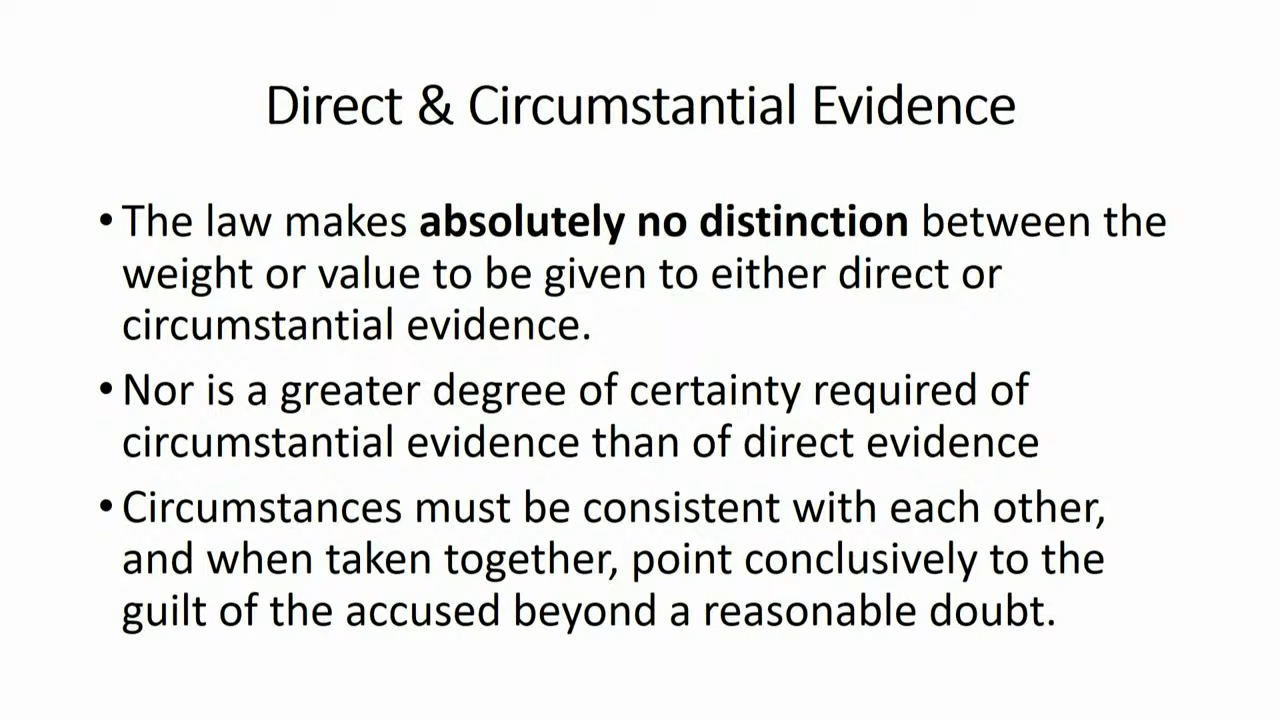 Direct & Circumstantial Evidence
•The law makes absolutely no distinction between the
weight or value to be given to either direct or
circumstantial evidence.
•Nor is a greater degree of certainty required of
circumstantial evidence than of direct evidence
•Circumstances must be consistent with each other,
and when taken together, point conclusively to the
guilt of the accused beyond a reasonable doubt.